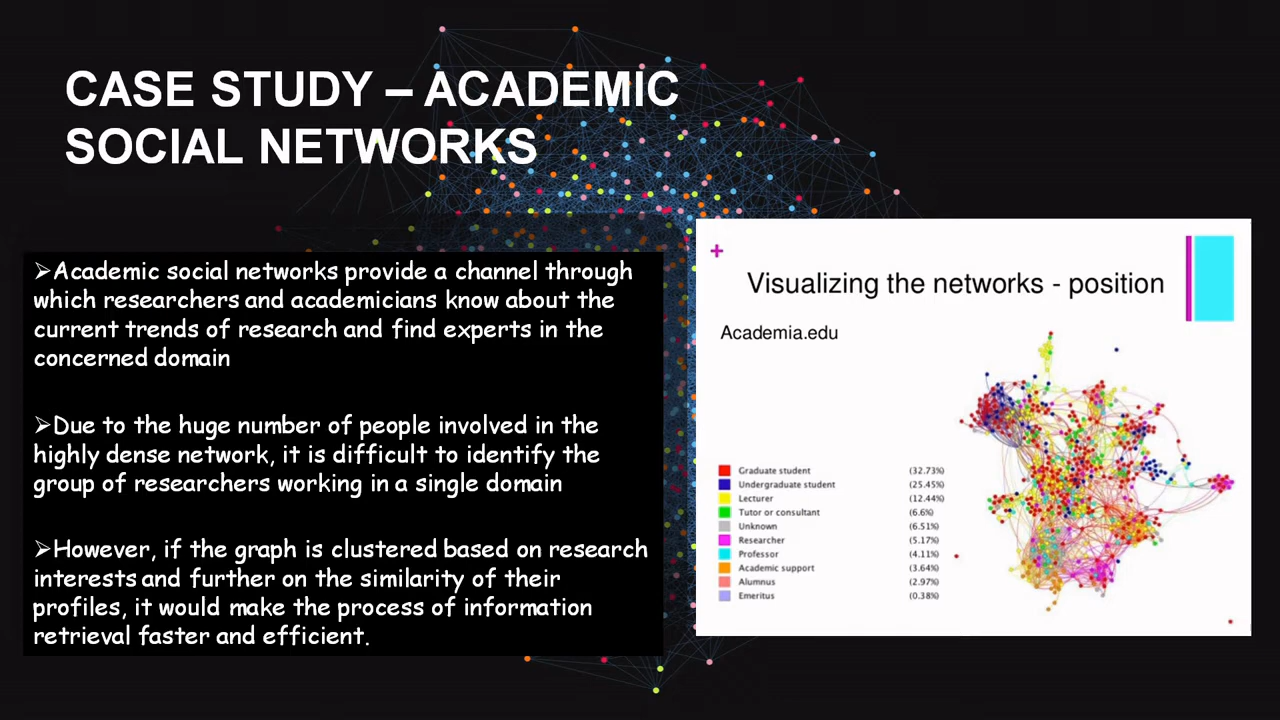 CASE STUDY – ACADEMIC
SOCIAL NETWORKS
➢Academic social networks provide a channel through
which researchers and academicians know about the
current trends of research and find experts in the
concerned domain
➢Due to the huge number of people involved in the
highly dense network, it is difficult to identify the
group of researchers working in a single domain
➢However, if the graph is clustered based on research
interests and further on the similarity of their
profiles, it would make the process of information
retrieval faster and efficient.
+
Visualizing the networks - position
Academia.edu
Graduate student (32.73%)
Undergraduate student (25.45%)
Lecturer (12.44%)
Tutor or consultant (6.6%)
Unknown (6.51%)
Researcher (5.17%)
Professor (4.11%)
Academic support (3.64%)
Alumnus (2.97%)
Emeritus (0.38%)